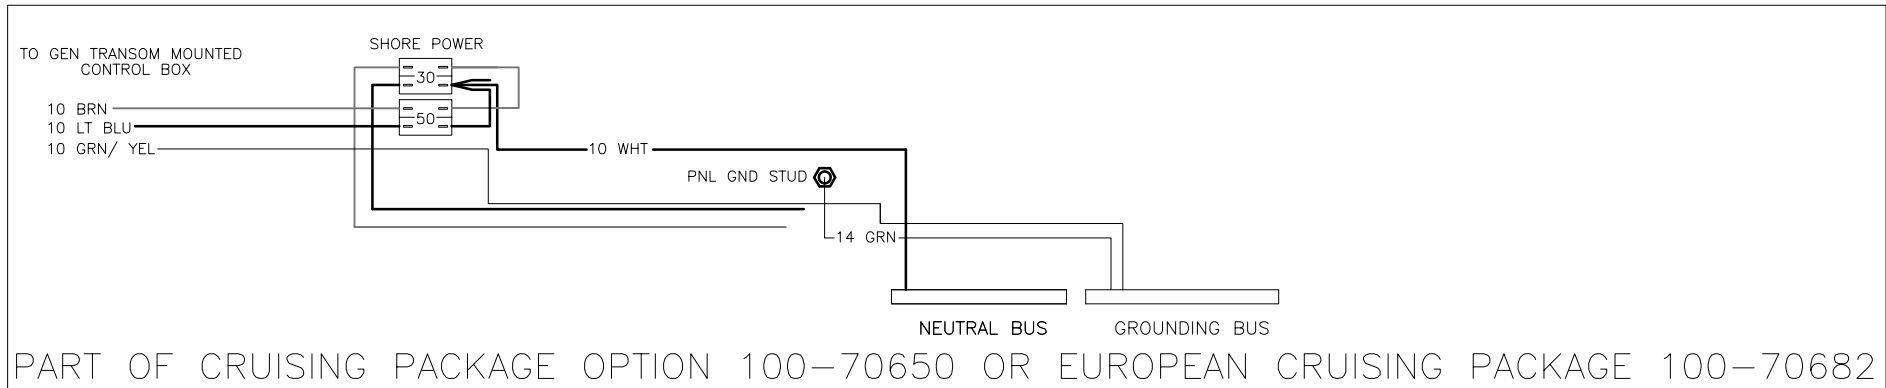 TO GEN TRANSOM MOUNTED
CONTROL BOX
SHORE POWER
30
50
10 BRN
10 LT BLU
10 GRN/ YEL
10 WHT
PNL GND STUD
14 GRN
NEUTRAL BUS
GROUNDING BUS
PART OF CRUISING PACKAGE OPTION 100-70650 OR EUROPEAN CRUISING PACKAGE 100-70682